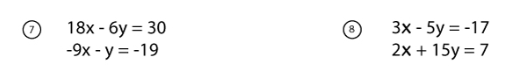 7 18x - 6y = 30
-9x - y = -19
8 3x - 5y = -17
2x + 15y = 7